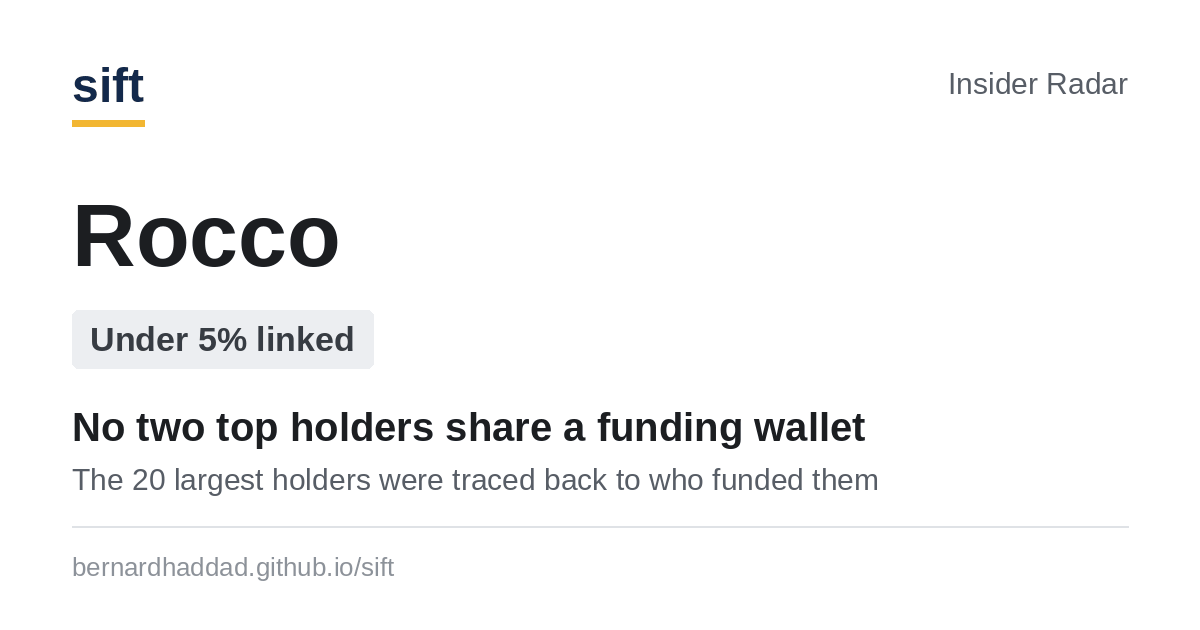 sift
Insider Radar
Rocco
Under 5% linked
No two top holders share a funding wallet
The 20 largest holders were traced back to who funded them
bernardhaddad.github.io/sift